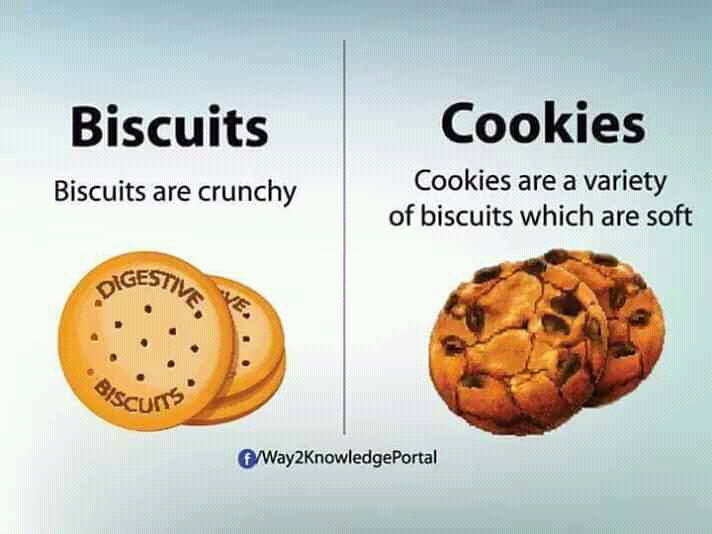 Biscuits
Biscuits are crunchy
DIGESTIVE
BISCUITS
VE
Cookies
Cookies are a variety
of biscuits which are soft
f/Way2KnowledgePortal